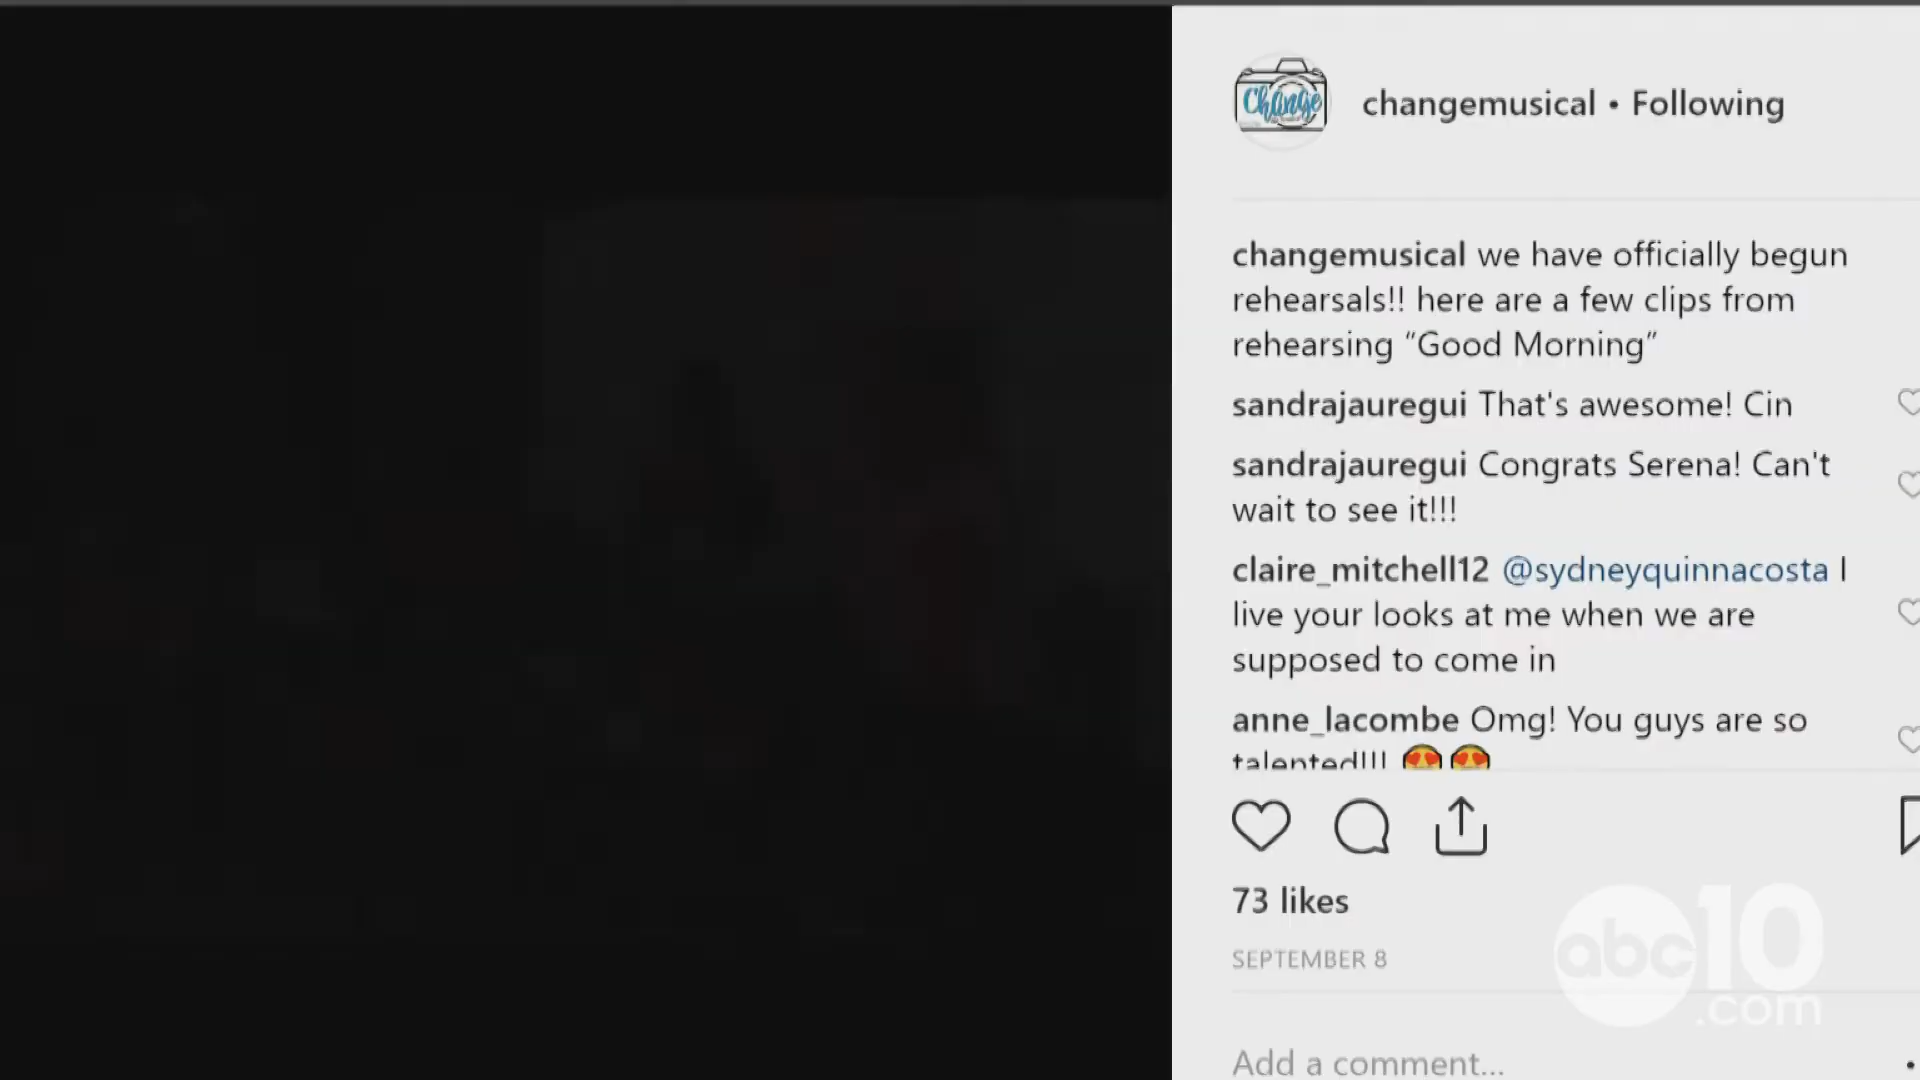 Change
changemusical • Following
changemusical we have officially begun
rehearsals!! here are a few clips from
rehearsing “Good Morning”
sandrajauregui That's awesome! Cin
sandrajauregui Congrats Serena! Can't
wait to see it!!!
claire_mitchell12 @sydneyquinnacosta I
live your looks at me when we are
supposed to come in
anne_lacombe Omg! You guys are so
talented!!! 😍😍
73 likes
SEPTEMBER 8
abc10
.com
Add a comment...